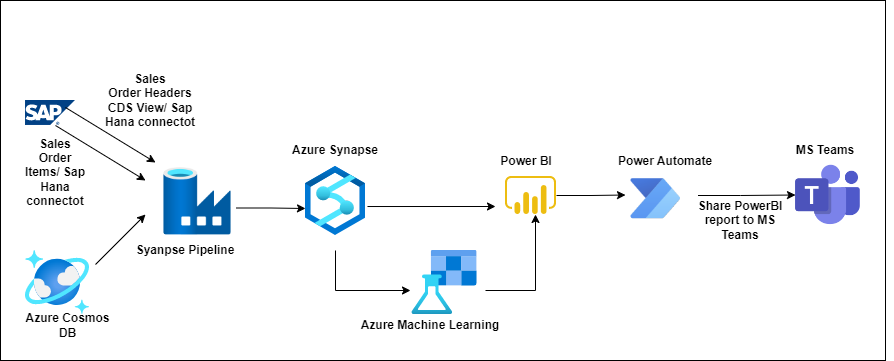 Sales
Order Headers
CDS View/ Sap
Hana connectot
SAP
®
Sales
Order
Items/ Sap
Hana
connectot
Syanpse Pipeline
Azure Cosmos
DB
Azure Synapse
Azure Machine Learning
Power BI
Power Automate
Share PowerBI
report to MS
Teams
MS Teams
T